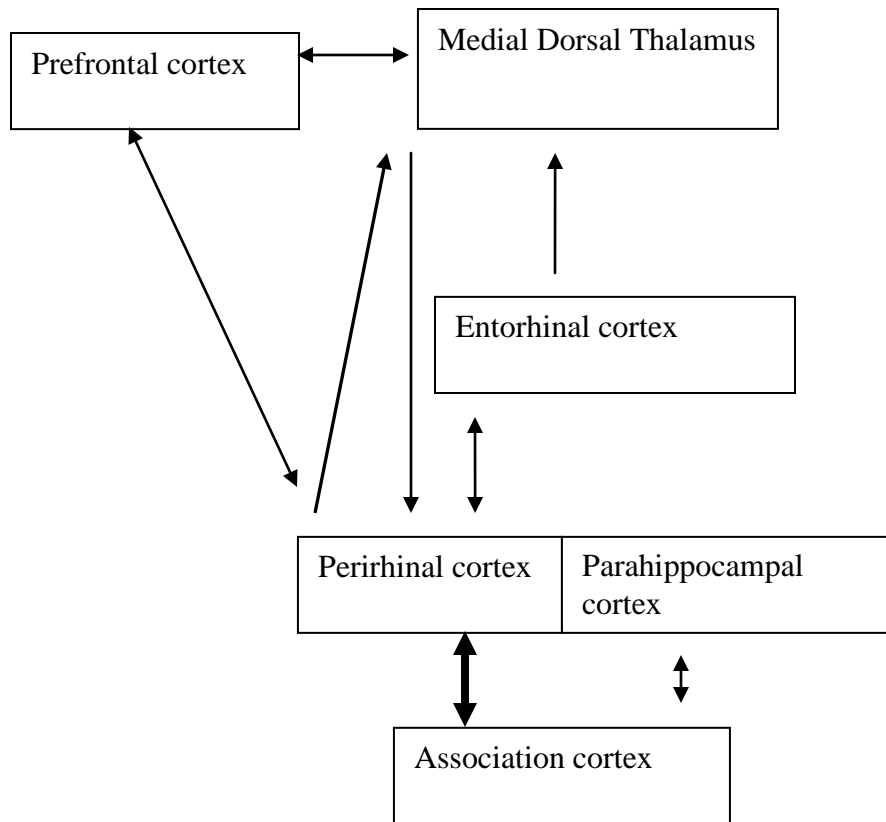 Medial Dorsal Thalamus
Prefrontal cortex
Entorhinal cortex
Perirhinal cortex
Parahippocampal
cortex
Association cortex